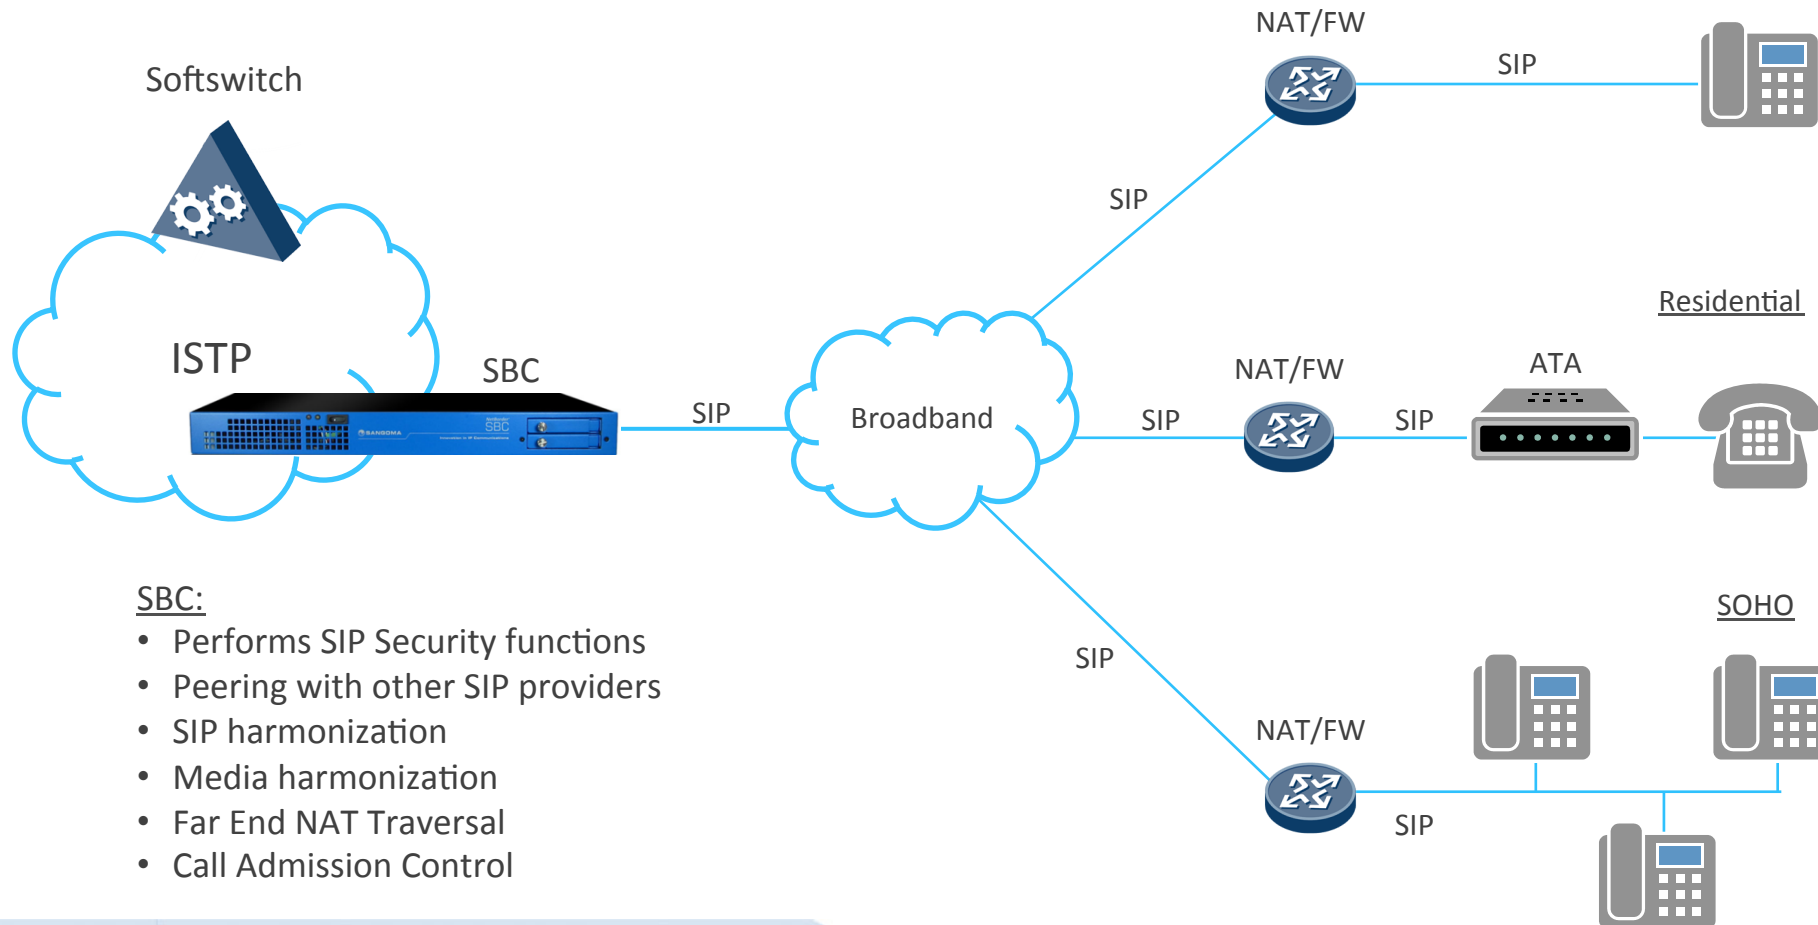 NAT/FW
SIP
Softswitch
SIP
Residential
ISTP
SBC
NAT/FW
ATA
SIP
Broadband
SIP
SIP
SANGOMA
SBC
SBC:
• Performs SIP Security functions
• Peering with other SIP providers
• SIP harmonization
• Media harmonization
• Far End NAT Traversal
• Call Admission Control
SIP
SOHO
NAT/FW
SIP